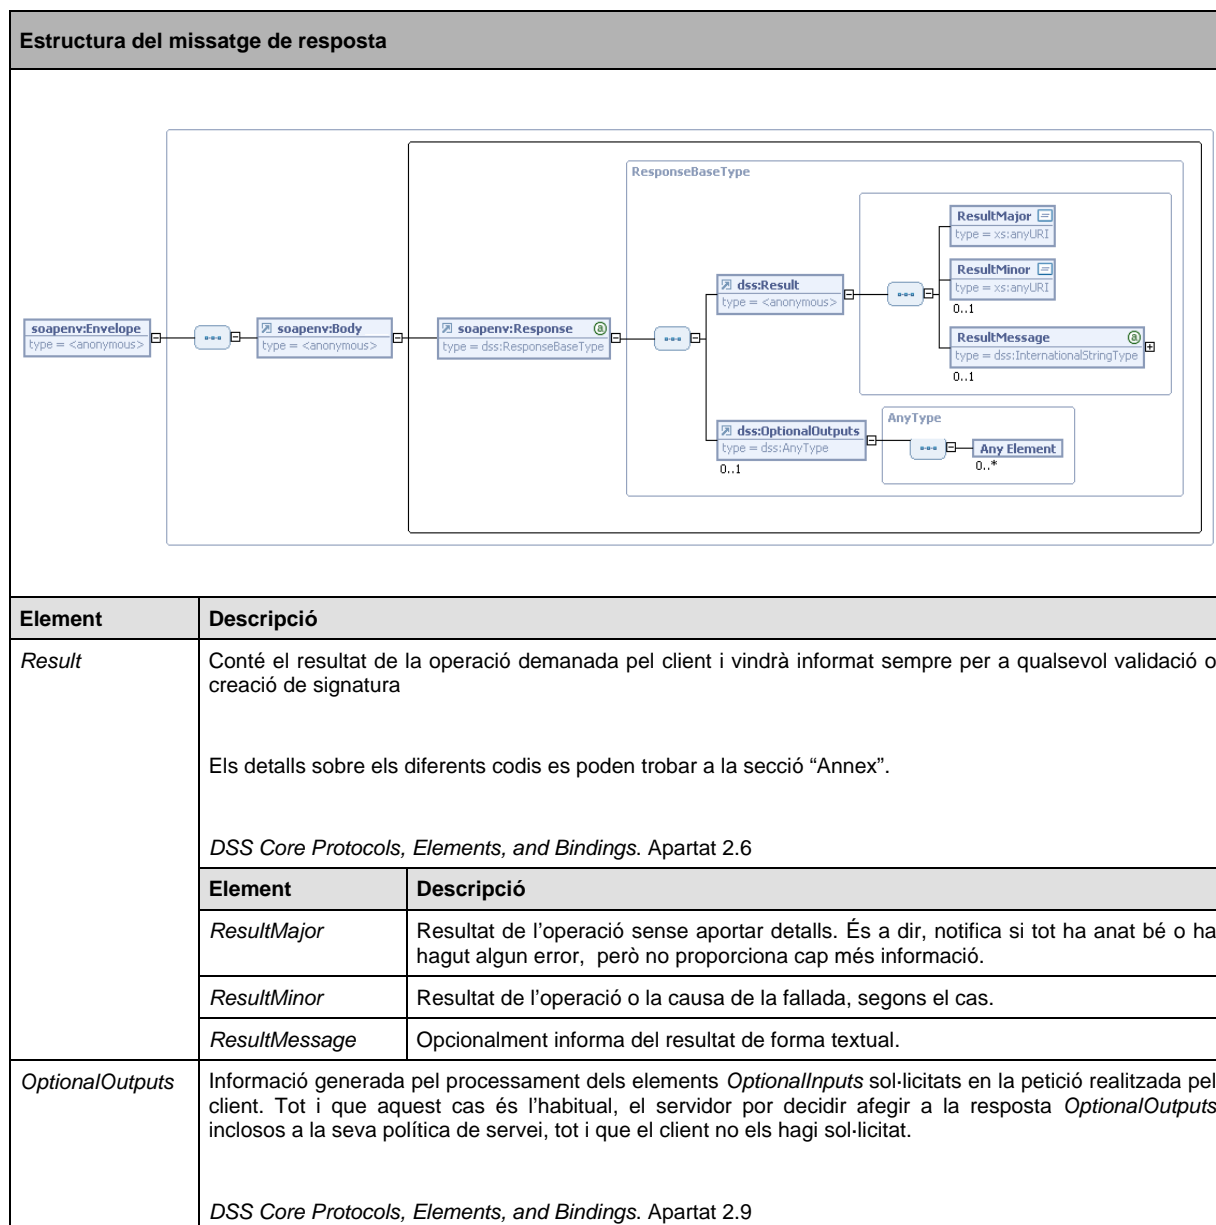 Estructura del missatge de resposta
ResponseBaseType
ResultMajor
type = xs:anyURI
ResultMinor
type = xs:anyURI
0..1
dss:Result
type = <anonymous>
soapenv:Envelope
type = <anonymous>
soapenv:Body
type = <anonymous>
soapenv:Response a
type = dss:ResponseBaseType
ResultMessage a
type = dss:InternationalStringType
0..1
AnyType
dss:OptionalOutputs
type = dss:AnyType
0..1
Any Element
0..*
Element Descripció
Result Conté el resultat de la operació demanada pel client i vindrà informat sempre per a qualsevol validació o
creació de signatura
Els detalls sobre els diferents codis es poden trobar a la secció “Annex”.
DSS Core Protocols, Elements, and Bindings. Apartat 2.6
Element Descripció
ResultMajor Resultat de l’operació sense aportar detalls. És a dir, notifica si tot ha anat bé o ha
hagut algun error, però no proporciona cap més informació.
ResultMinor Resultat de l’operació o la causa de la fallada, segons el cas.
ResultMessage Opcionalment informa del resultat de forma textual.
OptionalOutputs Informació generada pel processament dels elements OptionalInputs sol·licitats en la petició realitzada pel
client. Tot i que aquest cas és l’habitual, el servidor por decidir afegir a la resposta OptionalOutputs
inclosos a la seva política de servei, tot i que el client no els hagi sol·licitat.
DSS Core Protocols, Elements, and Bindings. Apartat 2.9